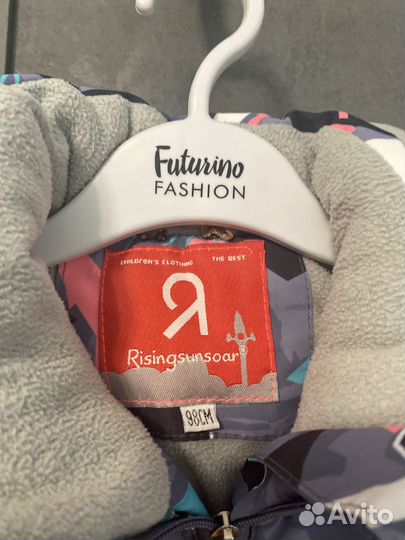 Futurino
FASHION
CHILDREN'S CLOTHING THE BEST
Я
Risingsunsoar
98CM
Avito